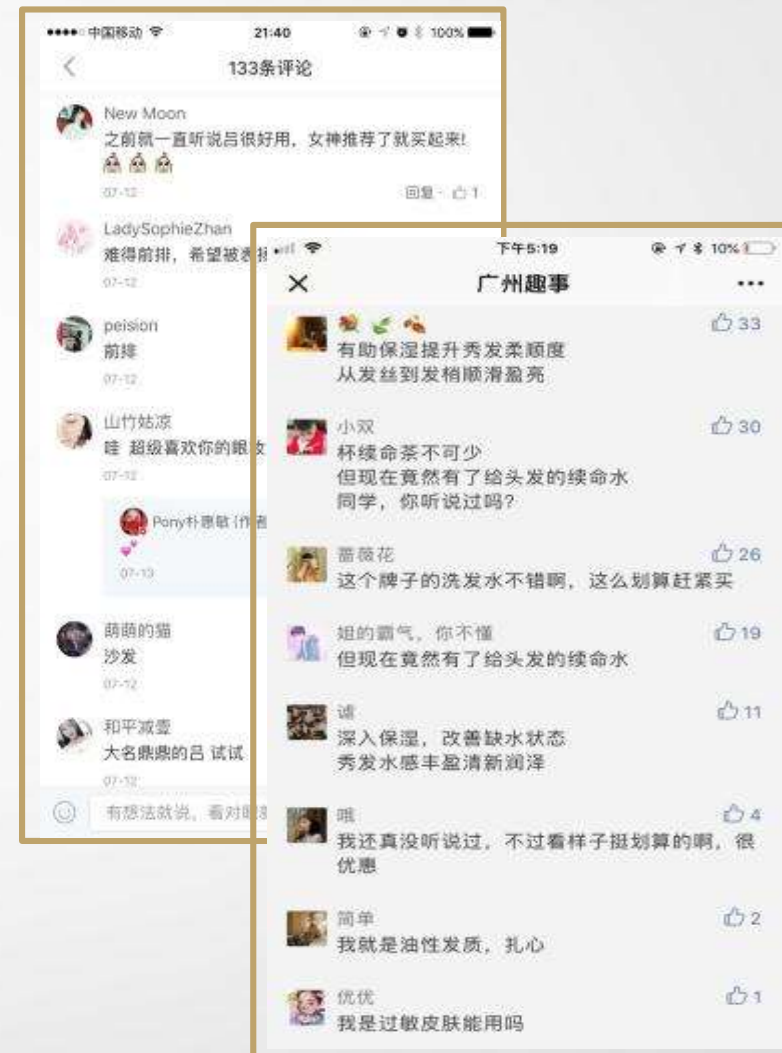 中国移动
21:40
100%
133条评论
New Moon
之前就一直听说吕很好用，女神推荐了就买起来!
07-12
回复 · 1
LadySophieZhan
难得前排，希望被
07-12
peision
前排
07-12
山竹姑凉
哇 超级喜欢你的眼妆
07-12
Pony朴惠敏 (作者
07-13
萌萌的猫
沙发
07-12
和平减壹
大名鼎鼎的吕 试试
07-12
有想法就说，看对眼
下午5:19
10%
广州趣事
33
有助保湿提升秀发柔顺度
从发丝到发梢顺滑盈亮
小双
30
杯续命茶不可少
但现在竟然有了给头发的续命水
同学，你听说过吗?
蔷薇花
26
这个牌子的洗发水不错啊，这么划算赶紧买
姐的霸气，你不懂
19
但现在竟然有了给头发的续命水
11
深入保湿，改善缺水状态
秀发水感丰盈清新润泽
哦
4
我还真没听说过，不过看样子挺划算的啊，很
优惠
简单
2
我就是油性发质，扎心
优优
1
我是过敏皮肤能用吗